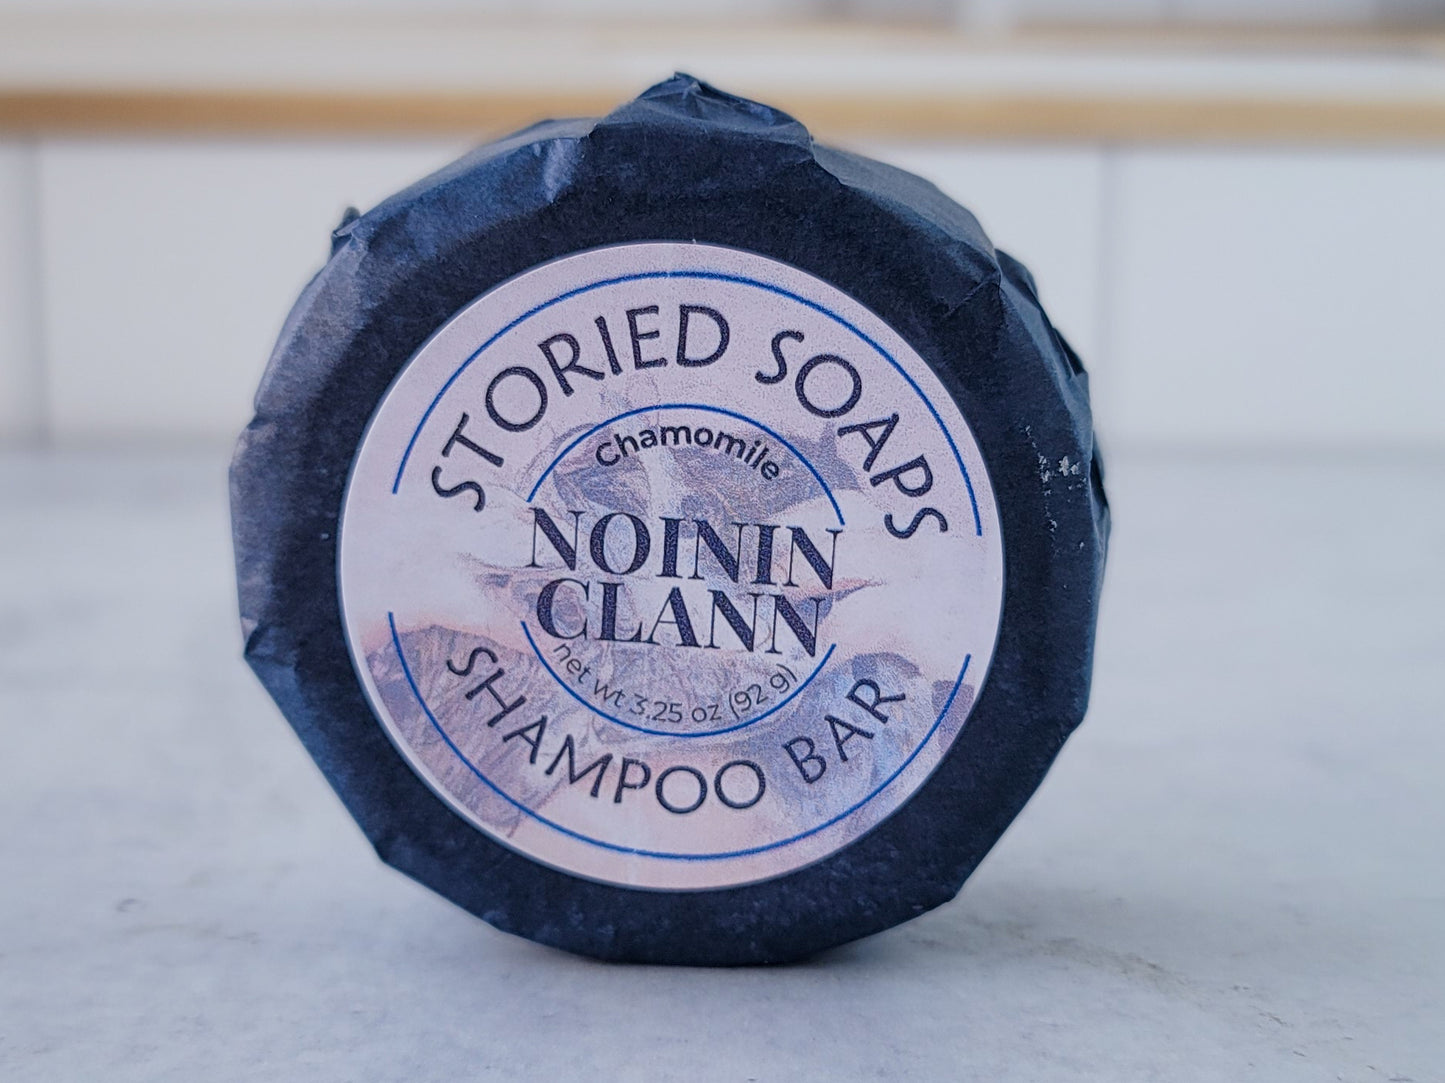 STORIED SOAPS
Chamomile
NOININ
CLANN
net wt 3.25 oz (92 g)
SHAMPOO BAR